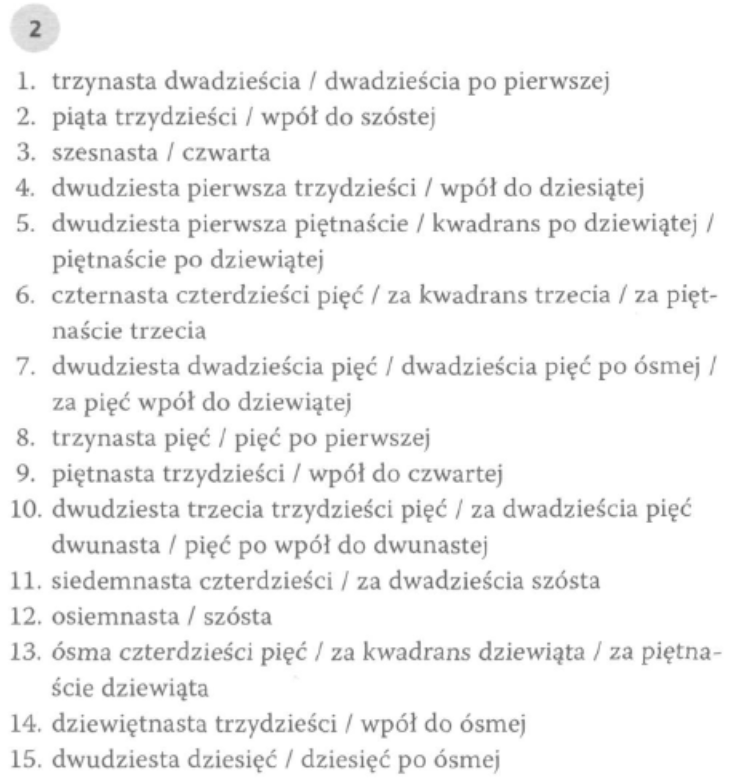 2
1. trzynasta dwadzieścia / dwadzieścia po pierwszej
2. piąta trzydzieści / wpół do szóstej
3. szesnasta / czwarta
4. dwudziesta pierwsza trzydzieści / wpół do dziesiątej
5. dwudziesta pierwsza piętnaście / kwadrans po dziewiątej /
piętnaście po dziewiątej
6. czternasta czterdzieści pięć / za kwadrans trzecia / za pięt-
naście trzecia
7. dwudziesta dwadzieścia pięć / dwadzieścia pięć po ósmej /
za pięć wpół do dziewiątej
8. trzynasta pięć / pięć po pierwszej
9. piętnasta trzydzieści / wpół do czwartej
10. dwudziesta trzecia trzydzieści pięć / za dwadzieścia pięć
dwunasta / pięć po wpół do dwunastej
11. siedemnasta czterdzieści / za dwadzieścia szósta
12. osiemnasta / szósta
13. ósma czterdzieści pięć / za kwadrans dziewiąta / za piętna-
ście dziewiąta
14. dziewiętnasta trzydzieści / wpół do ósmej
15. dwudziesta dziesięć / dziesięć po ósmej